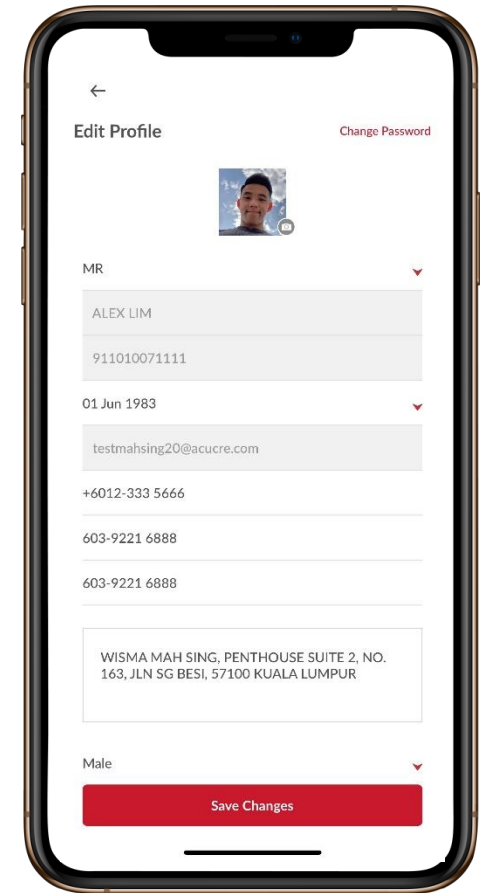 Edit Profile
Change Password
MR
ALEX LIM
911010071111
01 Jun 1983
testmahsing20@acucre.com
+6012-333 5666
603-9221 6888
603-9221 6888
WISMA MAH SING, PENTHOUSE SUITE 2, NO.
163, JLN SG BESI, 57100 KUALA LUMPUR
Male
Save Changes